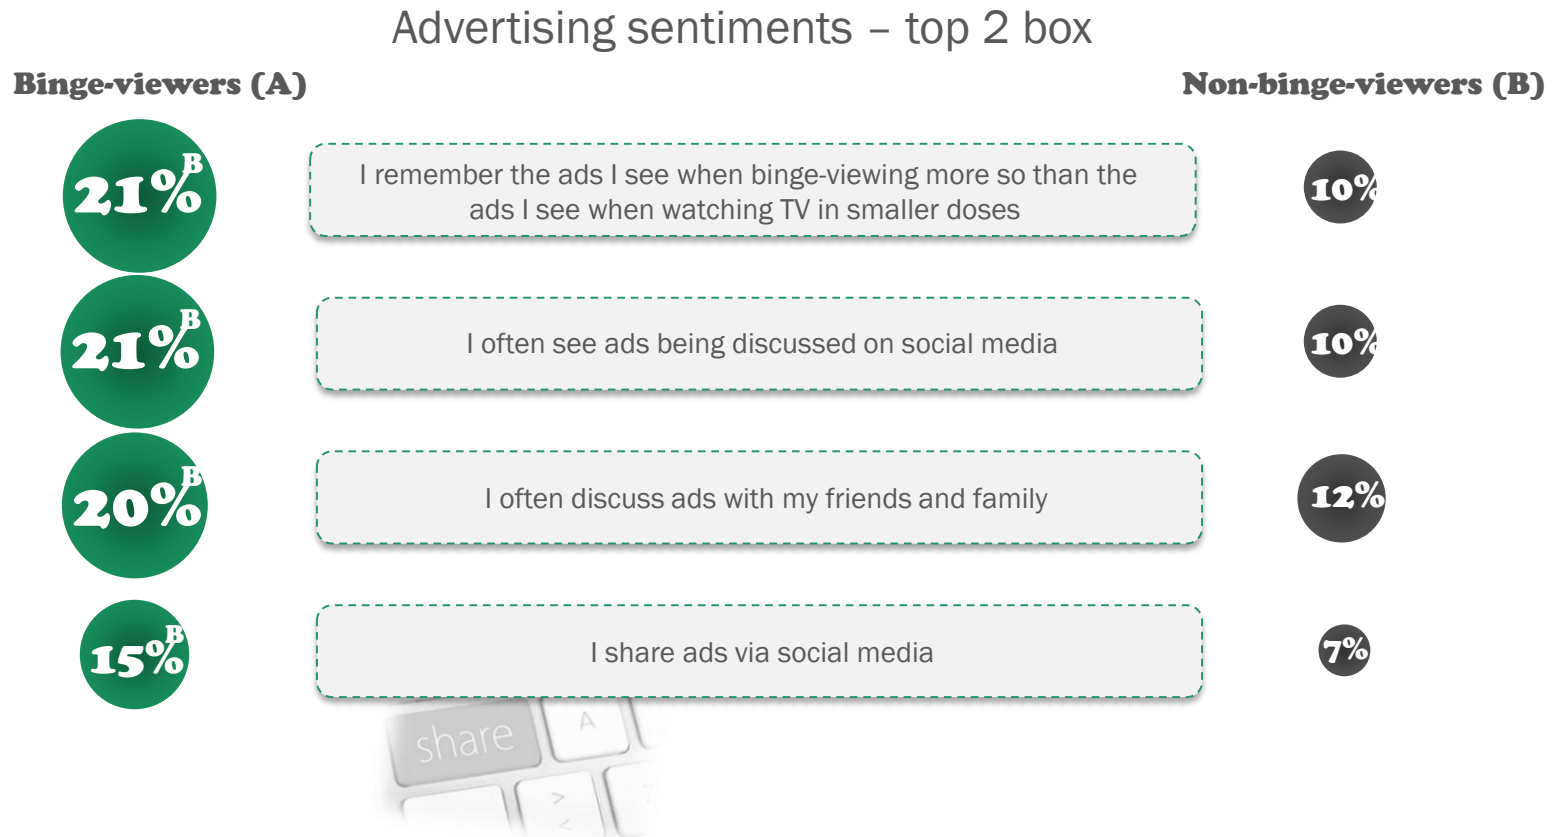 Advertising sentiments – top 2 box
Binge-viewers (A)
Non-binge-viewers (B)
21%B
I remember the ads I see when binge-viewing more so than the
ads I see when watching TV in smaller doses
10%
21%B
I often see ads being discussed on social media
10%
20%B
I often discuss ads with my friends and family
12%
15%B
I share ads via social media
7%
share
A
>
<
Z